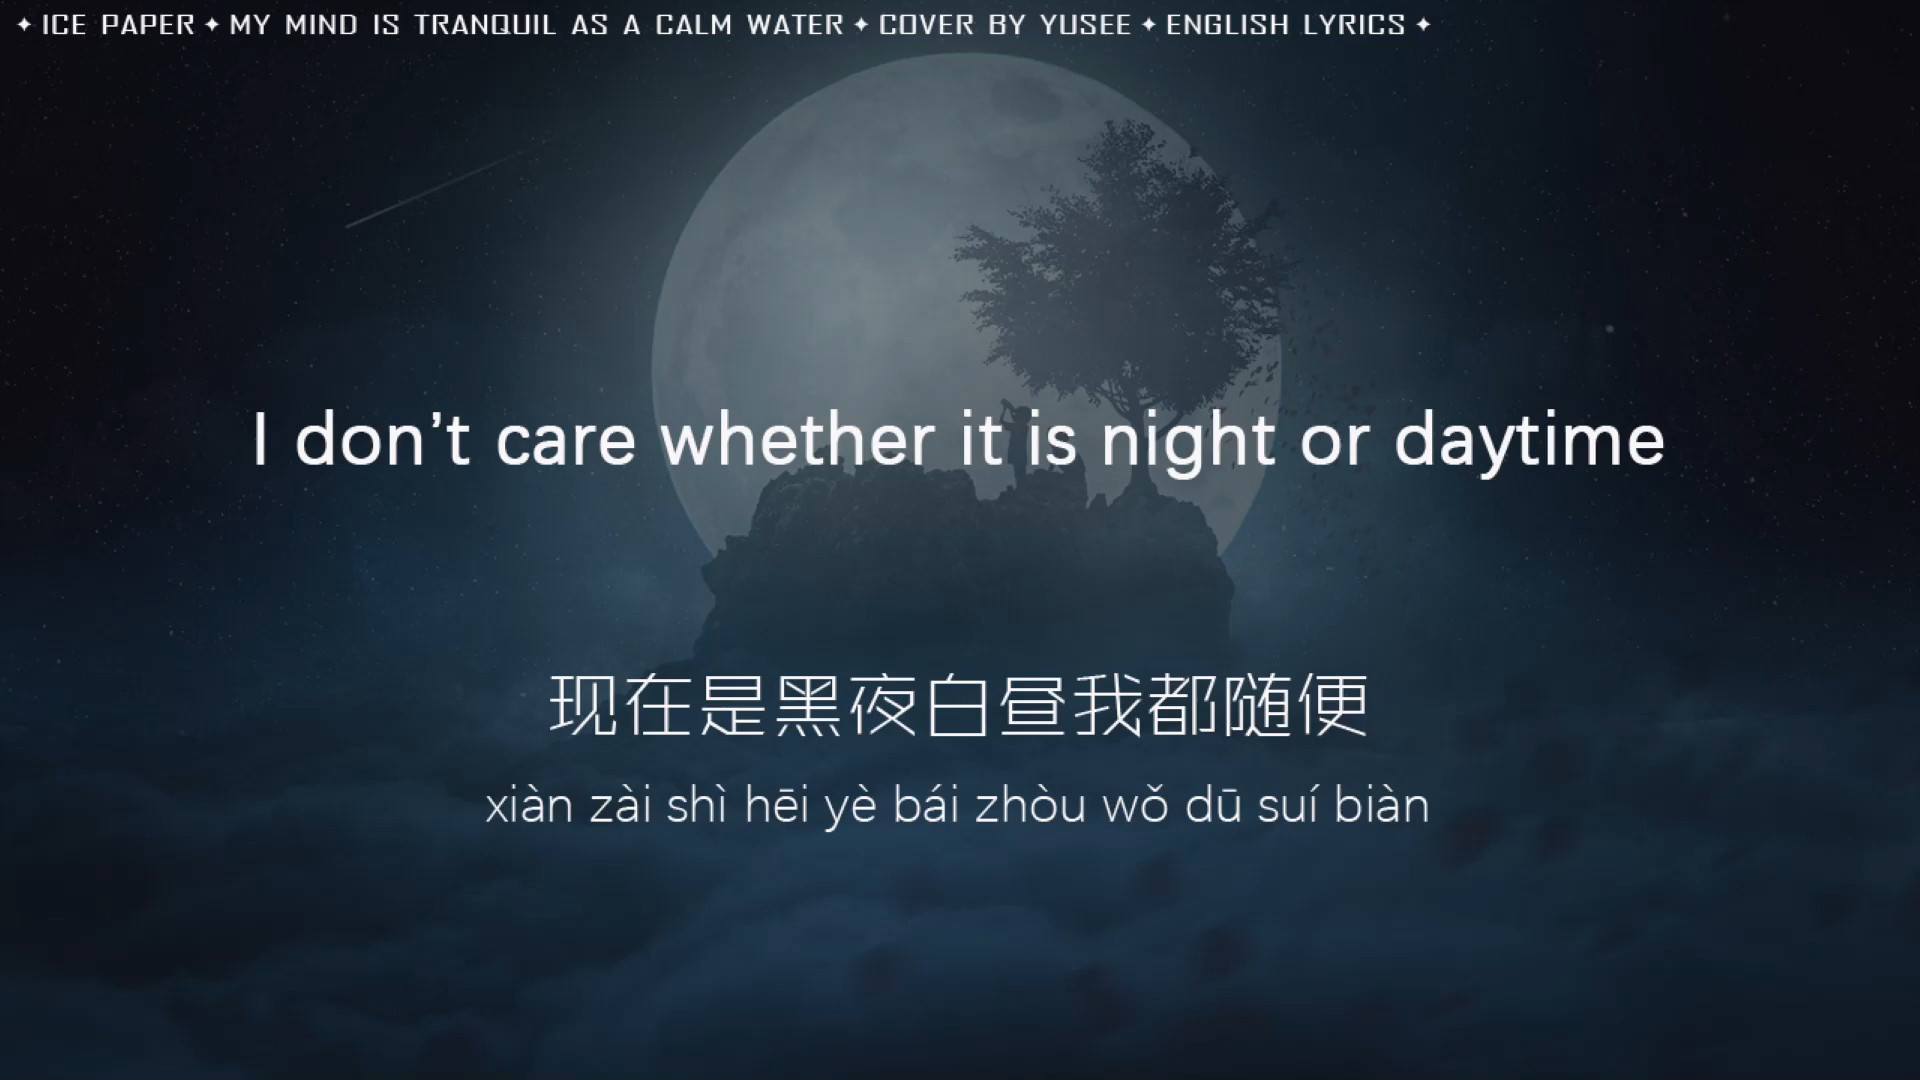 ✦ ICE PAPER ✦ MY MIND IS TRANQUIL AS A CALM WATER ✦ COVER BY YUSEE ✦ ENGLISH LYRICS ✦
I don’t care whether it is night or daytime
现在是黑夜白昼我都随便
xiàn zài shì hēi yè bái zhòu wǒ dū suí biàn